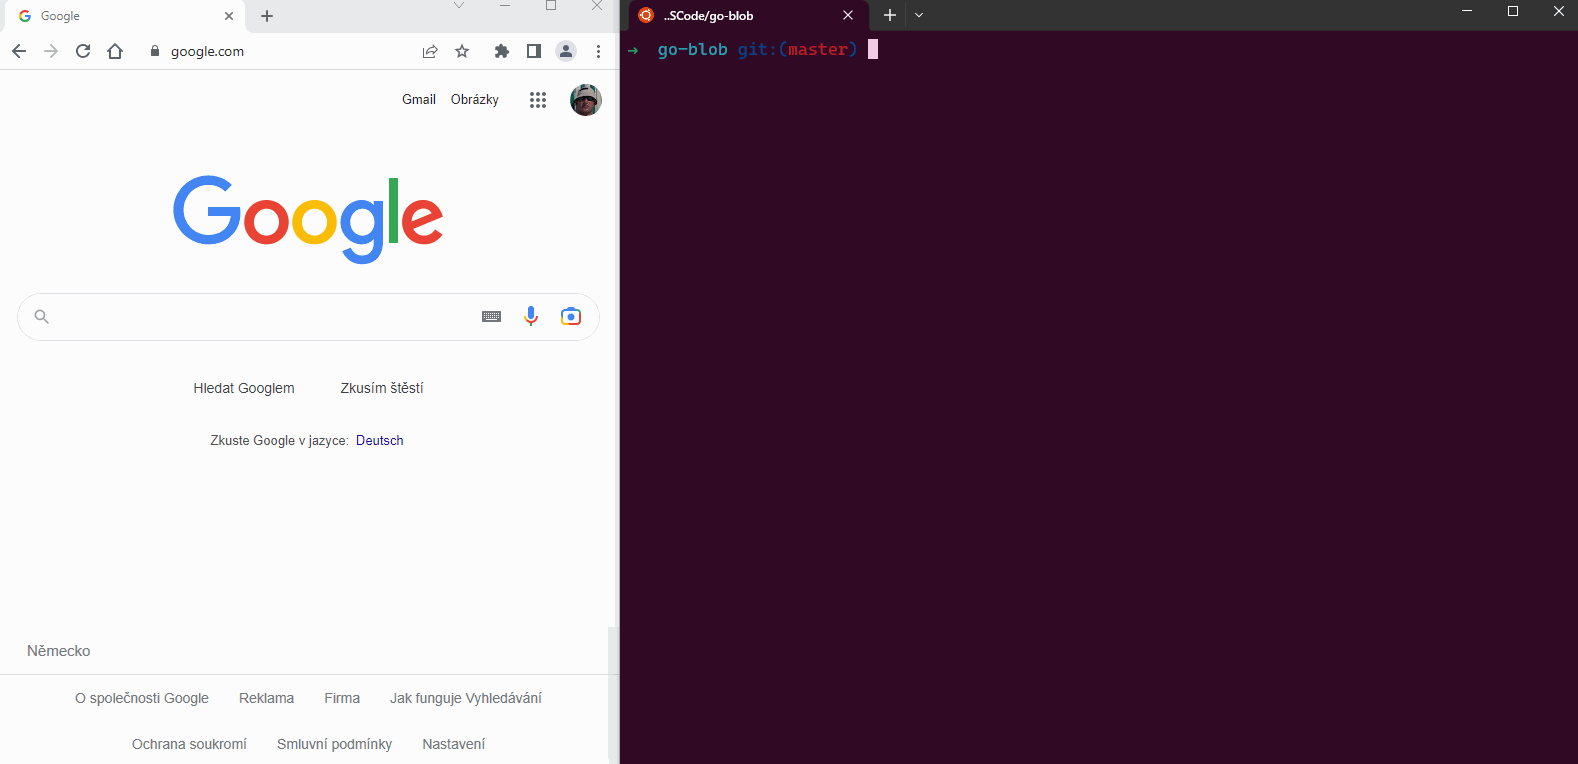 Google
google.com
Gmail Obrázky
Google
Hledat Googlem Zkusím štěstí
Zkuste Google v jazyce: Deutsch
Německo
O společnosti Google Reklama Firma Jak funguje Vyhledávání
Ochrana soukromí Smluvní podmínky Nastavení
..SCode/go-blob
→ go-blob git:(master)